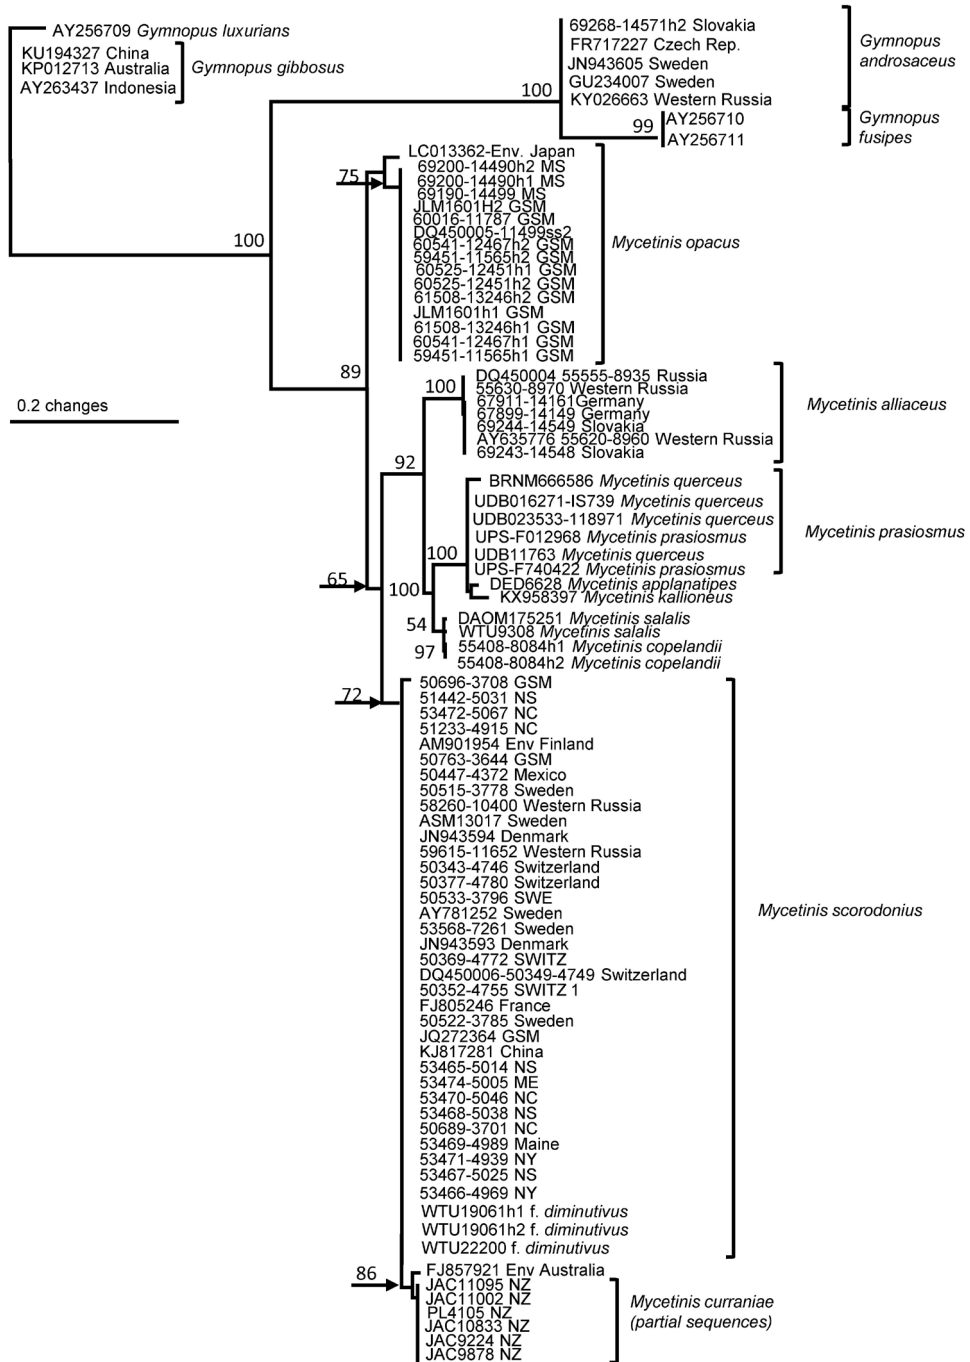 AY256709 Gymnopus luxurians
KU194327 China
KP012713 Australia
AY263437 Indonesia
Gymnopus gibbosus
69268-14571h2 Slovakia
FR717227 Czech Rep.
JN943605 Sweden
GU234007 Sweden
KY026663 Western Russia
Gymnopus
androsaceus
100
99
AY256710
AY256711
Gymnopus
fusipes
100
75
LC013362-Env. Japan
69200-14490h2 MS
69200-14490h1 MS
69190-14499 MS
JLM1601H2 GSM
60016-11787 GSM
DQ450005-11499ss2
60541-12467h2 GSM
59451-11565h2 GSM
60525-12451h1 GSM
60525-12451h2 GSM
61508-13246h2 GSM
JLM1601h1 GSM
61508-13246h1 GSM
60541-12467h1 GSM
59451-11565h1 GSM
Mycetinis opacus
89
0.2 changes
100
DQ450004 55555-8935 Russia
55630-8970 Western Russia
67911-14161Germany
67899-14149 Germany
69244-14549 Slovakia
AY635776 55620-8960 Western Russia
69243-14548 Slovakia
Mycetinis alliaceus
92
BRNM666586 Mycetinis querceus
UDB016271-IS739 Mycetinis querceus
UDB023533-118971 Mycetinis querceus
UPS-F012968 Mycetinis prasiosmus
UDB11763 Mycetinis querceus
UPS-F740422 Mycetinis prasiosmus
Mycetinis prasiosmus
100
DED6628 Mycetinis applanatipes
KX958397 Mycetinis kallioneus
65
100
54
97
DAOM175251 Mycetinis salalis
WTU9308 Mycetinis salalis
55408-8084h1 Mycetinis copelandii
55408-8084h2 Mycetinis copelandii
72
50696-3708 GSM
51442-5031 NS
53472-5067 NC
51233-4915 NC
AM901954 Env Finland
50763-3644 GSM
50447-4372 Mexico
50515-3778 Sweden
58260-10400 Western Russia
ASM13017 Sweden
JN943594 Denmark
59615-11652 Western Russia
50343-4746 Switzerland
50377-4780 Switzerland
50533-3796 SWE
AY781252 Sweden
53568-7261 Sweden
JN943593 Denmark
50369-4772 SWITZ
DQ450006-50349-4749 Switzerland
50352-4755 SWITZ 1
FJ805246 France
50522-3785 Sweden
JQ272364 GSM
KJ817281 China
53465-5014 NS
53474-5005 ME
53470-5046 NC
53468-5038 NS
50689-3701 NC
53469-4989 Maine
53471-4939 NY
53467-5025 NS
53466-4969 NY
WTU19061h1 f. diminutivus
WTU19061h2 f. diminutivus
WTU22200 f. diminutivus
Mycetinis scorodonius
86
FJ857921 Env Australia
JAC11095 NZ
JAC11002 NZ
PL4105 NZ
JAC10833 NZ
JAC9224 NZ
JAC9878 NZ
Mycetinis curraniae
(partial sequences)